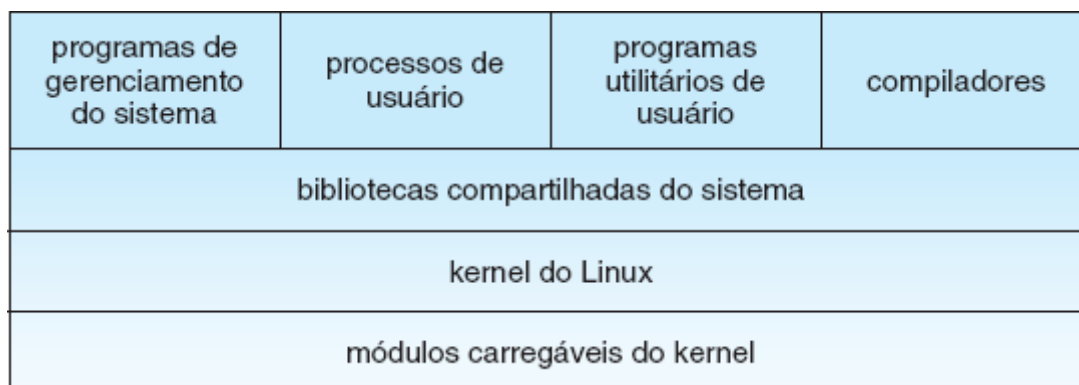 programas de
gerenciamento
do sistema
processos de
usuário
programas
utilitários de
usuário
compiladores
bibliotecas compartilhadas do sistema
kernel do Linux
módulos carregáveis do kernel